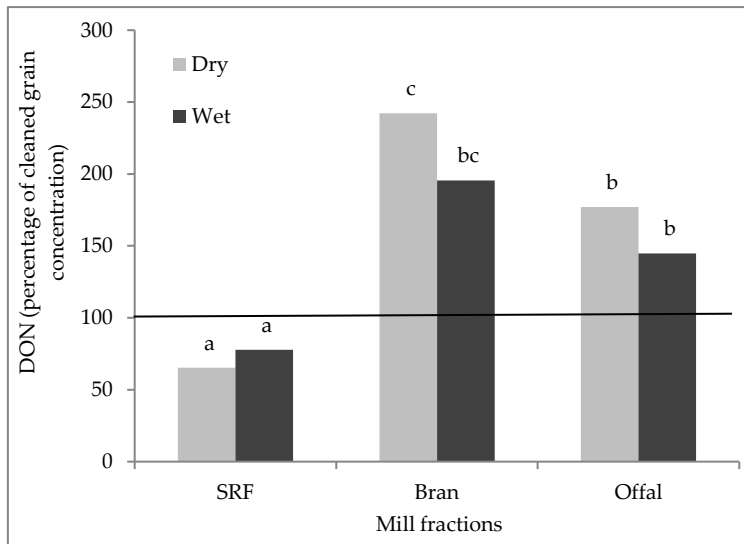 DON (percentage of cleaned grain
concentration)
300
250
200
150
100
50
0
Dry
Wet
a
a
c
bc
b
b
SRF
Bran
Offal
Mill fractions